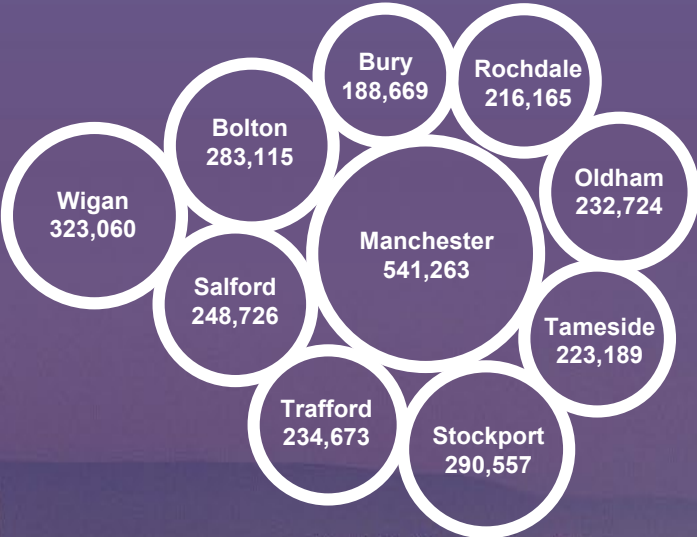 Bury
188,669
Rochdale
216,165
Bolton
283,115
Oldham
232,724
Wigan
323,060
Manchester
541,263
Salford
248,726
Tameside
223,189
Trafford
234,673
Stockport
290,557